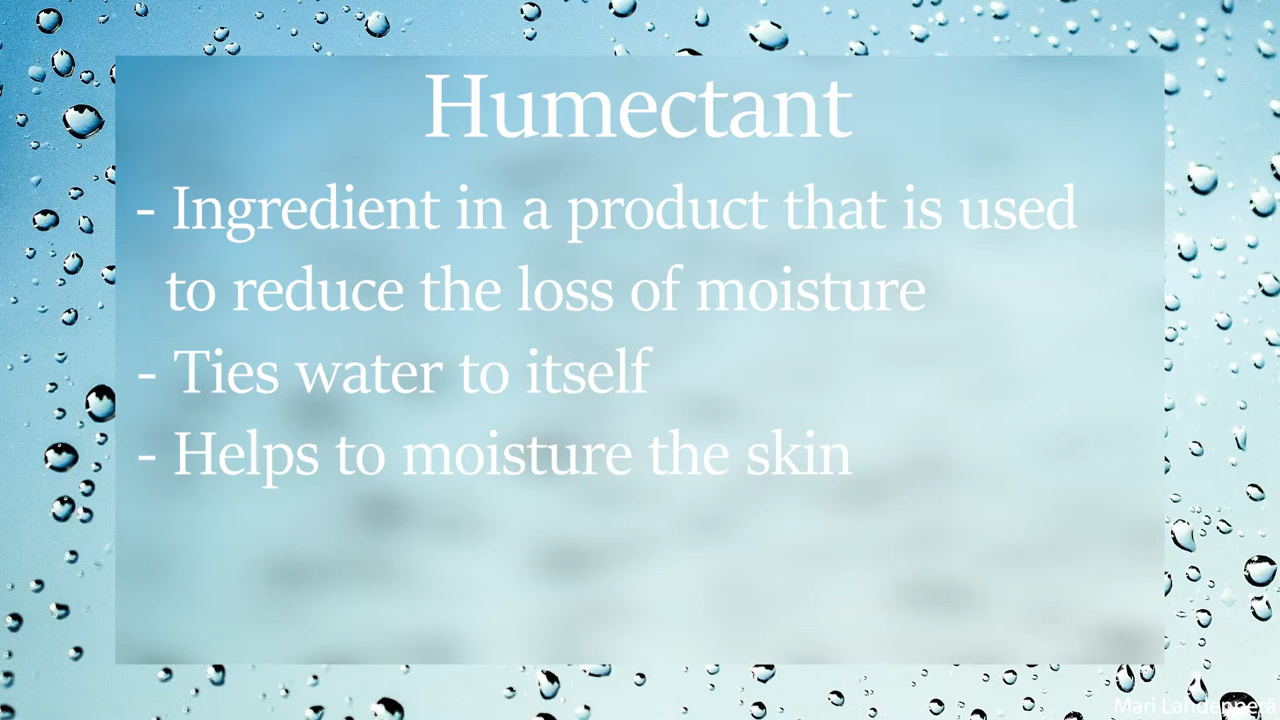 Humectant
- Ingredient in a product that is used
to reduce the loss of moisture
- Ties water to itself
- Helps to moisture the skin
Mari